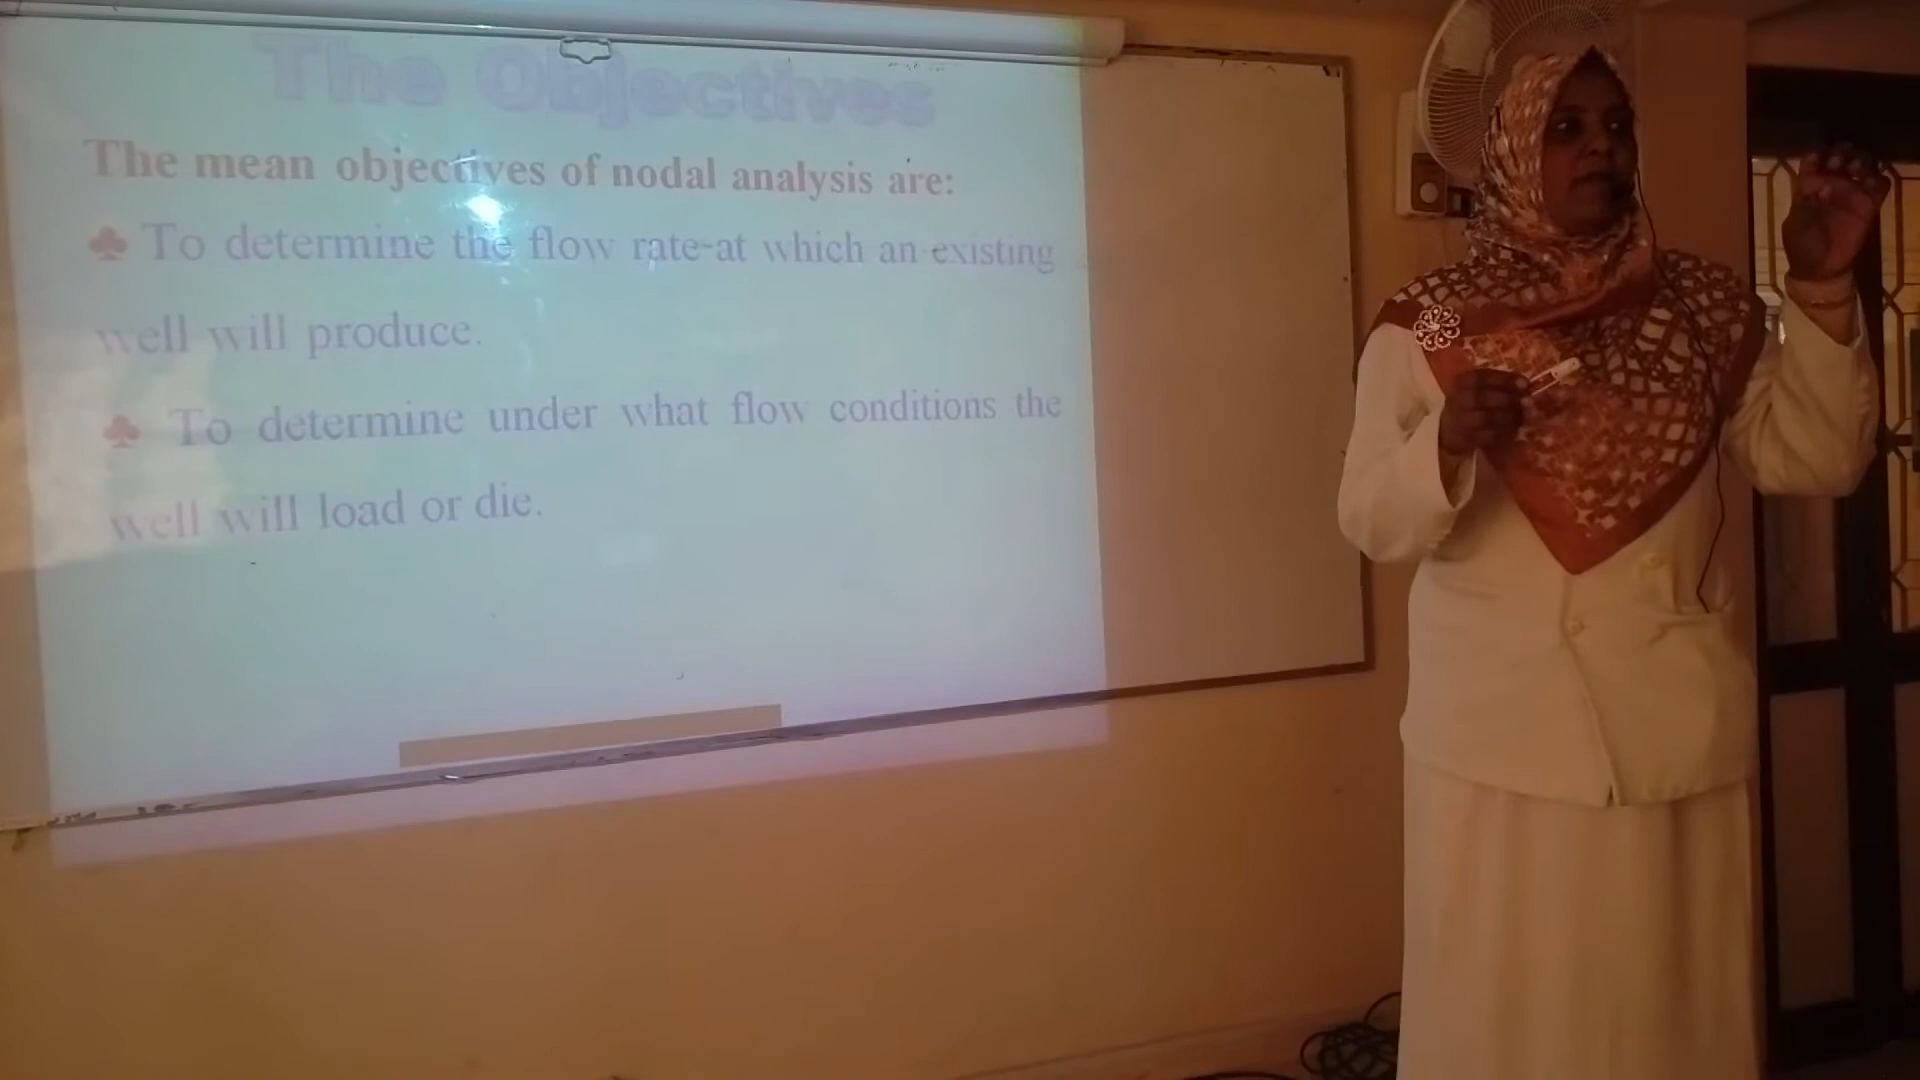 The Objectives
The mean objectives of nodal analysis are:
♣ To determine the flow rate-at which an existing
well will produce.
♣ To determine under what flow conditions the
well will load or die.